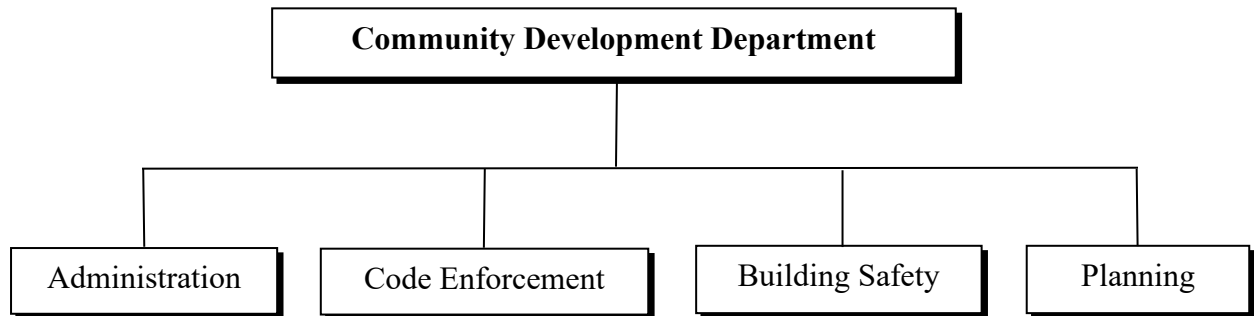 Community Development Department
Administration
Code Enforcement
Building Safety
Planning